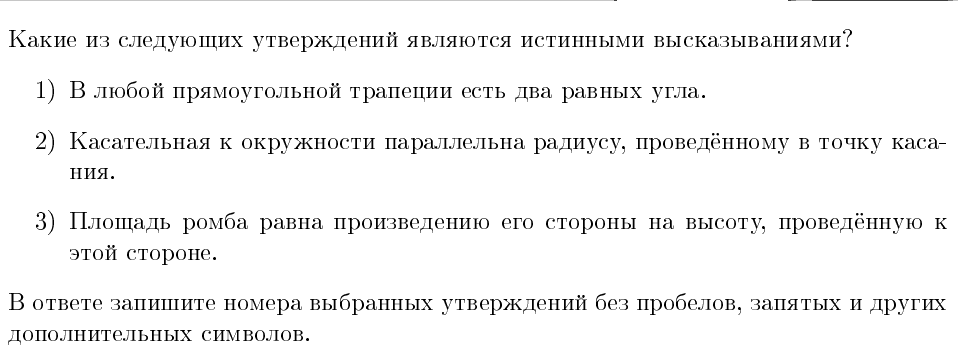 Какие из следующих утверждений являются истинными высказываниями?
1) В любой прямоугольной трапеции есть два равных угла.
2) Касательная к окружности параллельна радиусу, проведённому в точку каса-
ния.
3) Площадь ромба равна произведению его стороны на высоту, проведённую к
этой стороне.
В ответе запишите номера выбранных утверждений без пробелов, запятых и других
дополнительных символов.